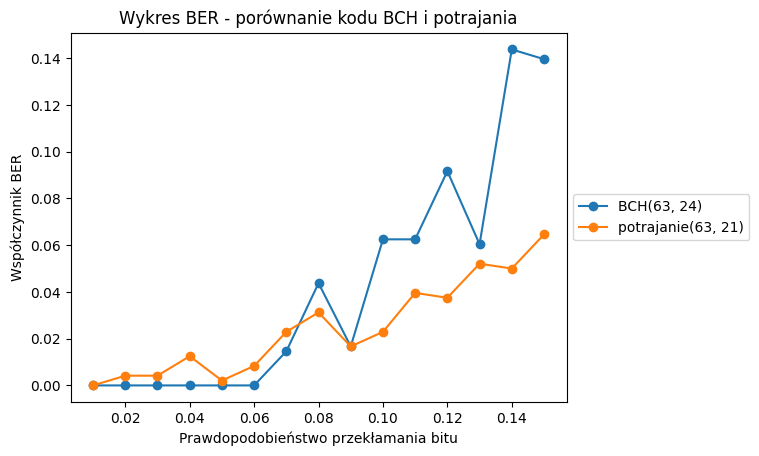 Wykres BER - porównanie kodu BCH i potrajania
0.14
0.12
0.10
0.08
0.06
0.04
0.02
0.00
Współczynnik BER
0.02 0.04 0.06 0.08 0.10 0.12 0.14
Prawdopodobieństwo przekłamania bitu
BCH(63, 24)
potrajanie(63, 21)